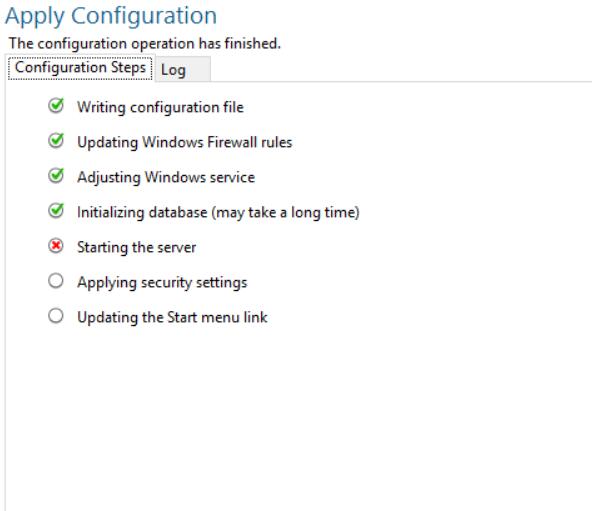 Apply Configuration
The configuration operation has finished.
Configuration Steps Log
Writing configuration file
Updating Windows Firewall rules
Adjusting Windows service
Initializing database (may take a long time)
Starting the server
Applying security settings
Updating the Start menu link